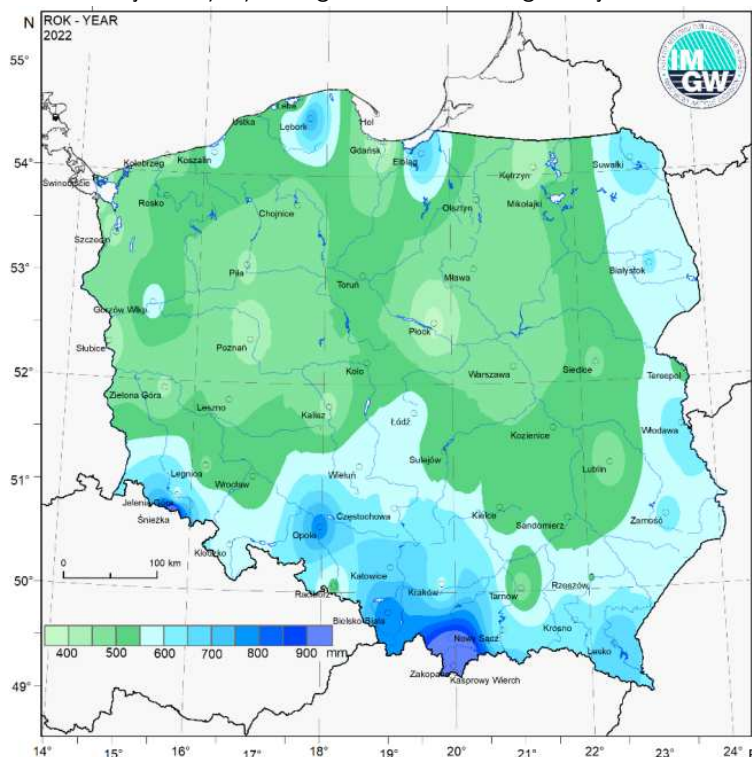 N
ROK - YEAR
2022
IM
GW
55°
Łeba
Ustka
Lębork
Hel
Gdańsk
Elbląg
Koszalin
Kołobrzeg
54°
Świnoujście
Kętrzyn
Suwałki
Resko
Olsztyn
Mikołajki
Chojnice
Szczecin
53°
Piła
Toruń
Mława
Białystok
Gorzów Wlkp.
Płock
Słubice
Poznań
Koło
Warszawa
Siedlce
Terespol
52°
Zielona Góra
Leszno
Kalisz
Łódź
Kozienice
Włodawa
51°
Legnica
Wrocław
Wieluń
Sulejów
Lublin
Jelenia Góra
Śnieżka
Opole
Częstochowa
Kielce
Sandomierz
Zamość
Kłodzko
0 100 km
50°
Racibórz
Katowice
Kraków
Tarnów
Rzeszów
Bielsko Biała
Nowy Sącz
Krosno
Lesko
400 500 600 700 800 900 mm
49°
Zakopane
Kasprowy Wierch
14° 15° 16° 17° 18° 19° 20° 21° 22° 23° 24° E